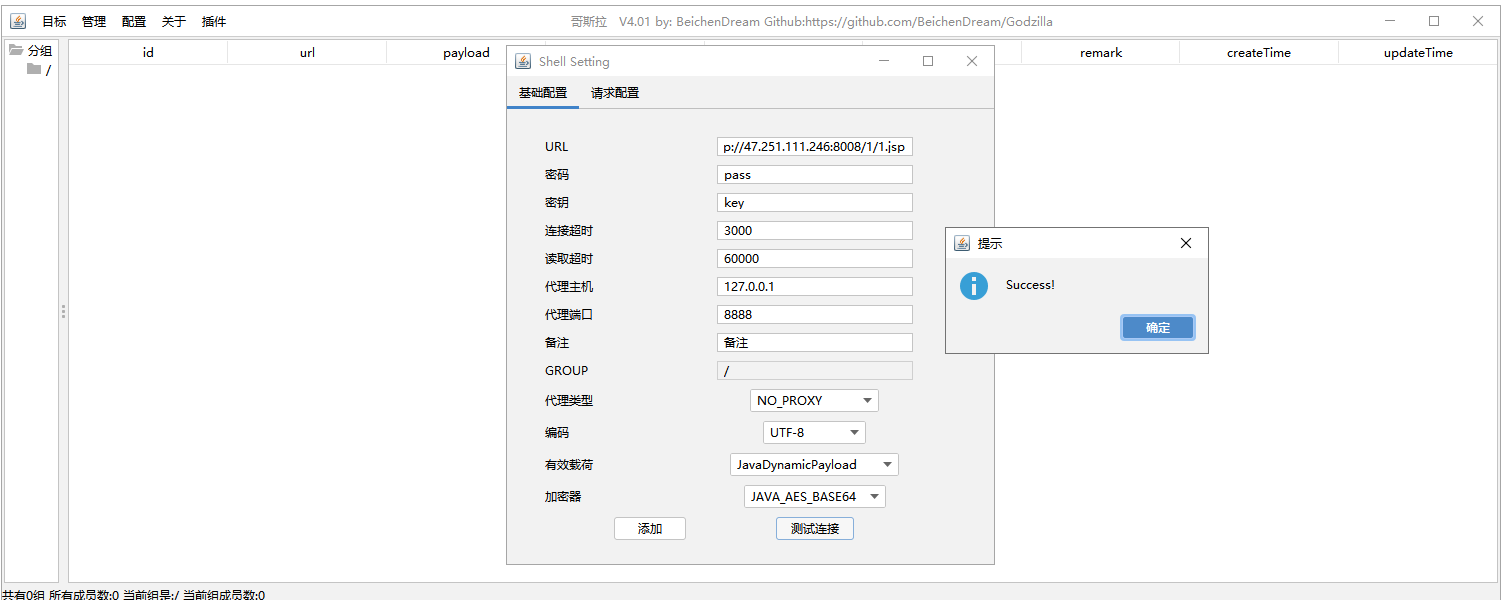 目标 管理 配置 关于 插件 哥斯拉 V4.01 by: BeichenDream Github:https://github.com/BeichenDream/Godzilla
分组 id url payload remark createTime updateTime
/
Shell Setting
基础配置 请求配置
URL p://47.251.111.246:8008/1/1.jsp
密码 pass
密钥 key
连接超时 3000
读取超时 60000
代理主机 127.0.0.1
代理端口 8888
备注 备注
GROUP /
代理类型 NO_PROXY
编码 UTF-8
有效载荷 JavaDynamicPayload
加密器 JAVA_AES_BASE64
添加 测试连接
提示
Success!
确定
共有0组 所有成员数:0 当前组是:/ 当前组成员数:0